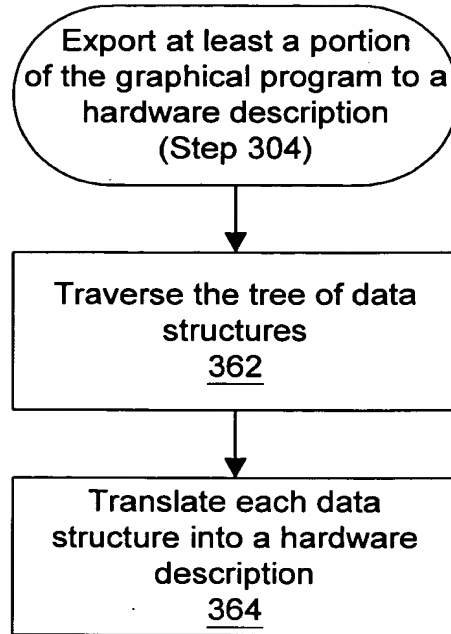 Export at least a portion
of the graphical program to a
hardware description
(Step 304)
Traverse the tree of data
structures
362
Translate each data
structure into a hardware
description
364